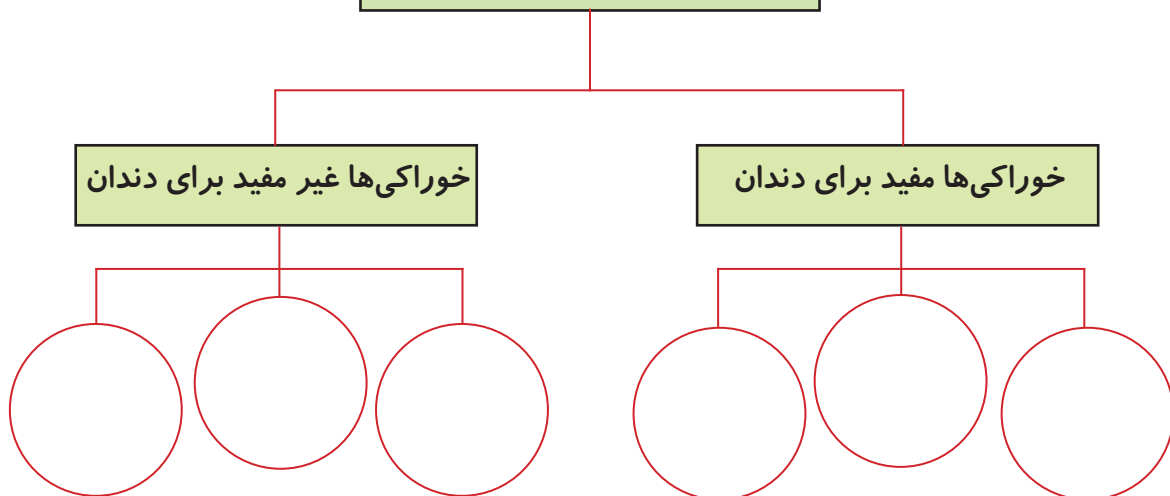 خوراکی‌ها مفید برای دندان
خوراکی‌ها غیر مفید برای دندان